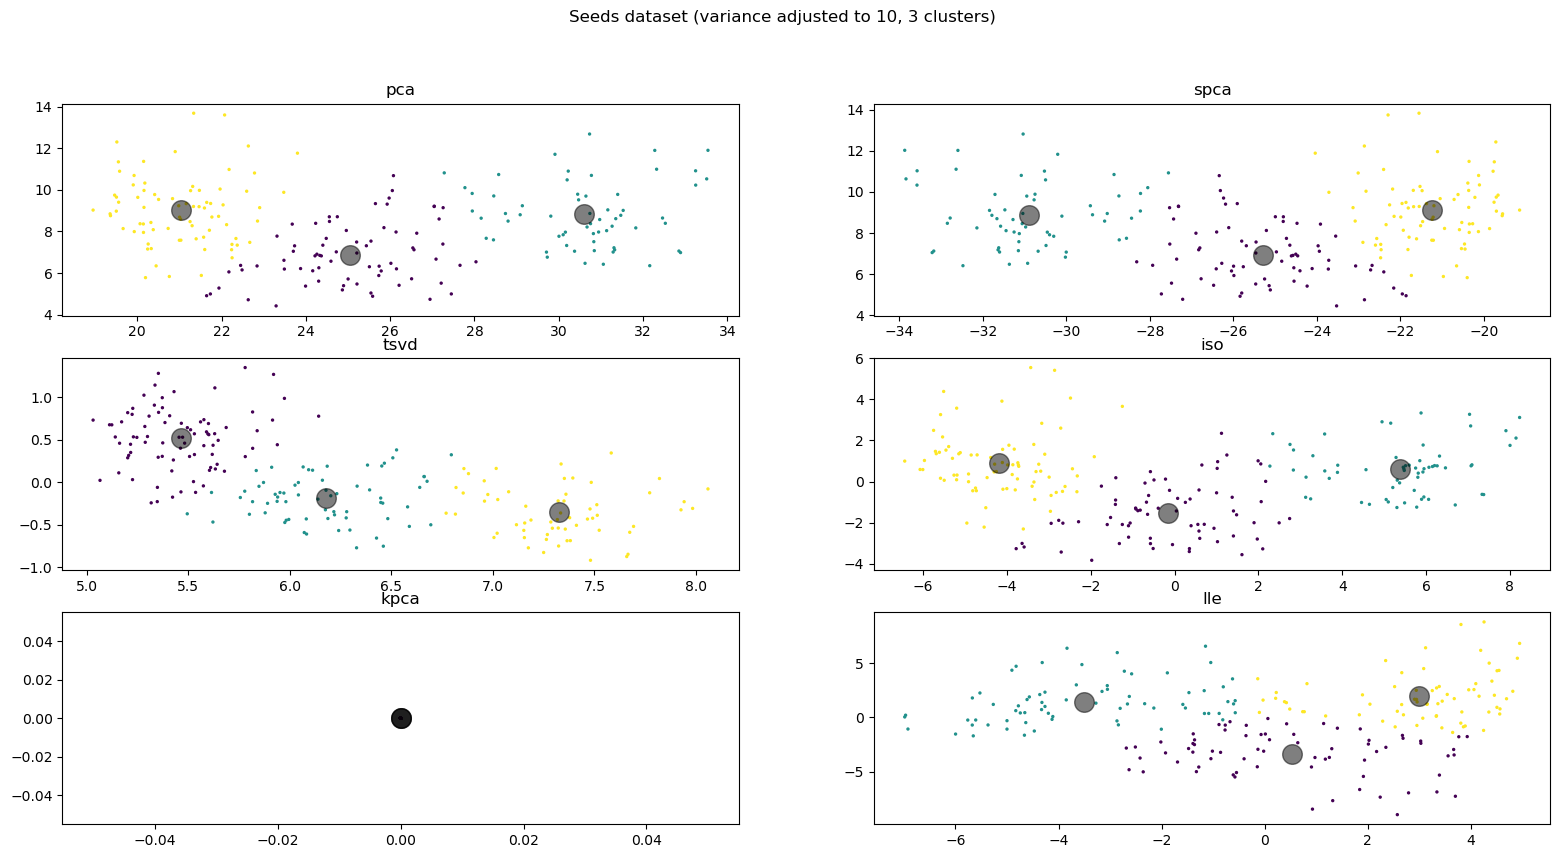 Seeds dataset (variance adjusted to 10, 3 clusters)
pca
14
12
10
8
6
4
20 22 24 26 28 30 32 34
spca
14
12
10
8
6
4
−34 −32 −30 −28 −26 −24 −22 −20
tsvd
1.0
0.5
0.0
−0.5
−1.0
5.0 5.5 6.0 6.5 7.0 7.5 8.0
iso
6
4
2
0
−2
−4
−6 −4 −2 0 2 4 6 8
kpca
0.04
0.02
0.00
−0.02
−0.04
−0.04 −0.02 0.00 0.02 0.04
lle
5
0
−5
−6 −4 −2 0 2 4